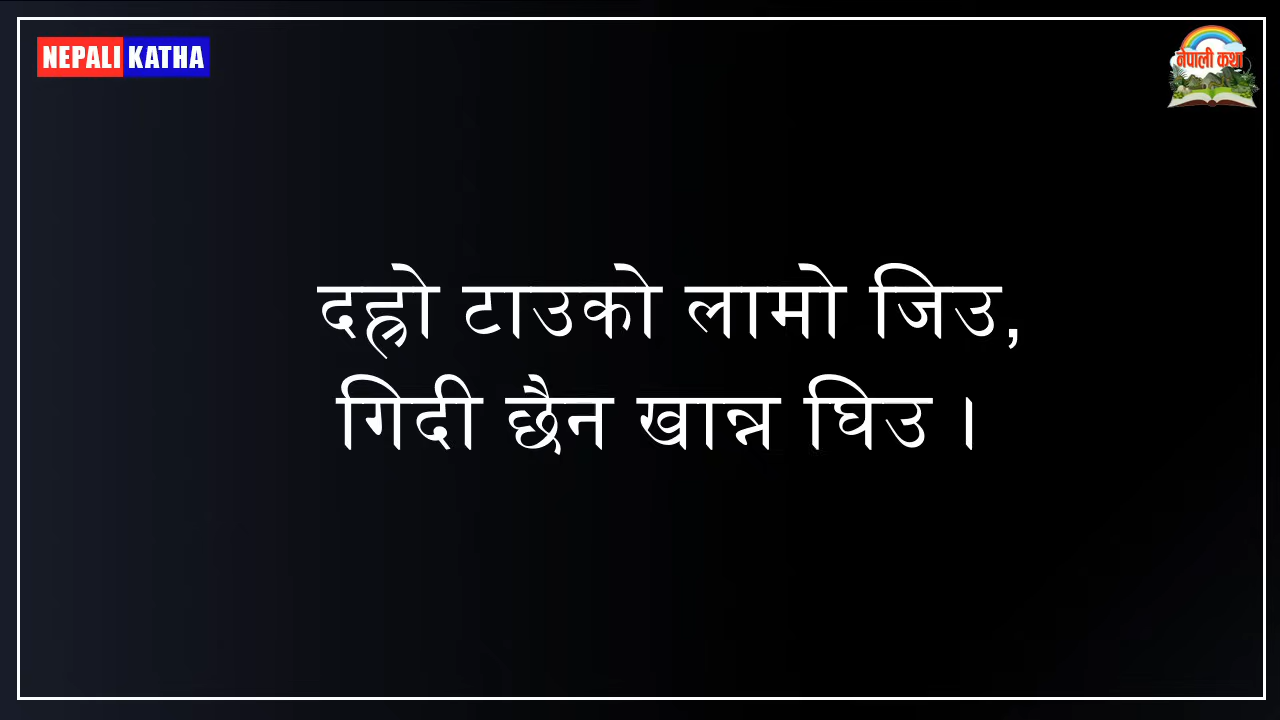 NEPALI KATHA
नेपाली कथा
दह्रो टाउको लामो जिउ,
गिदी छैन खान्न घिउ ।